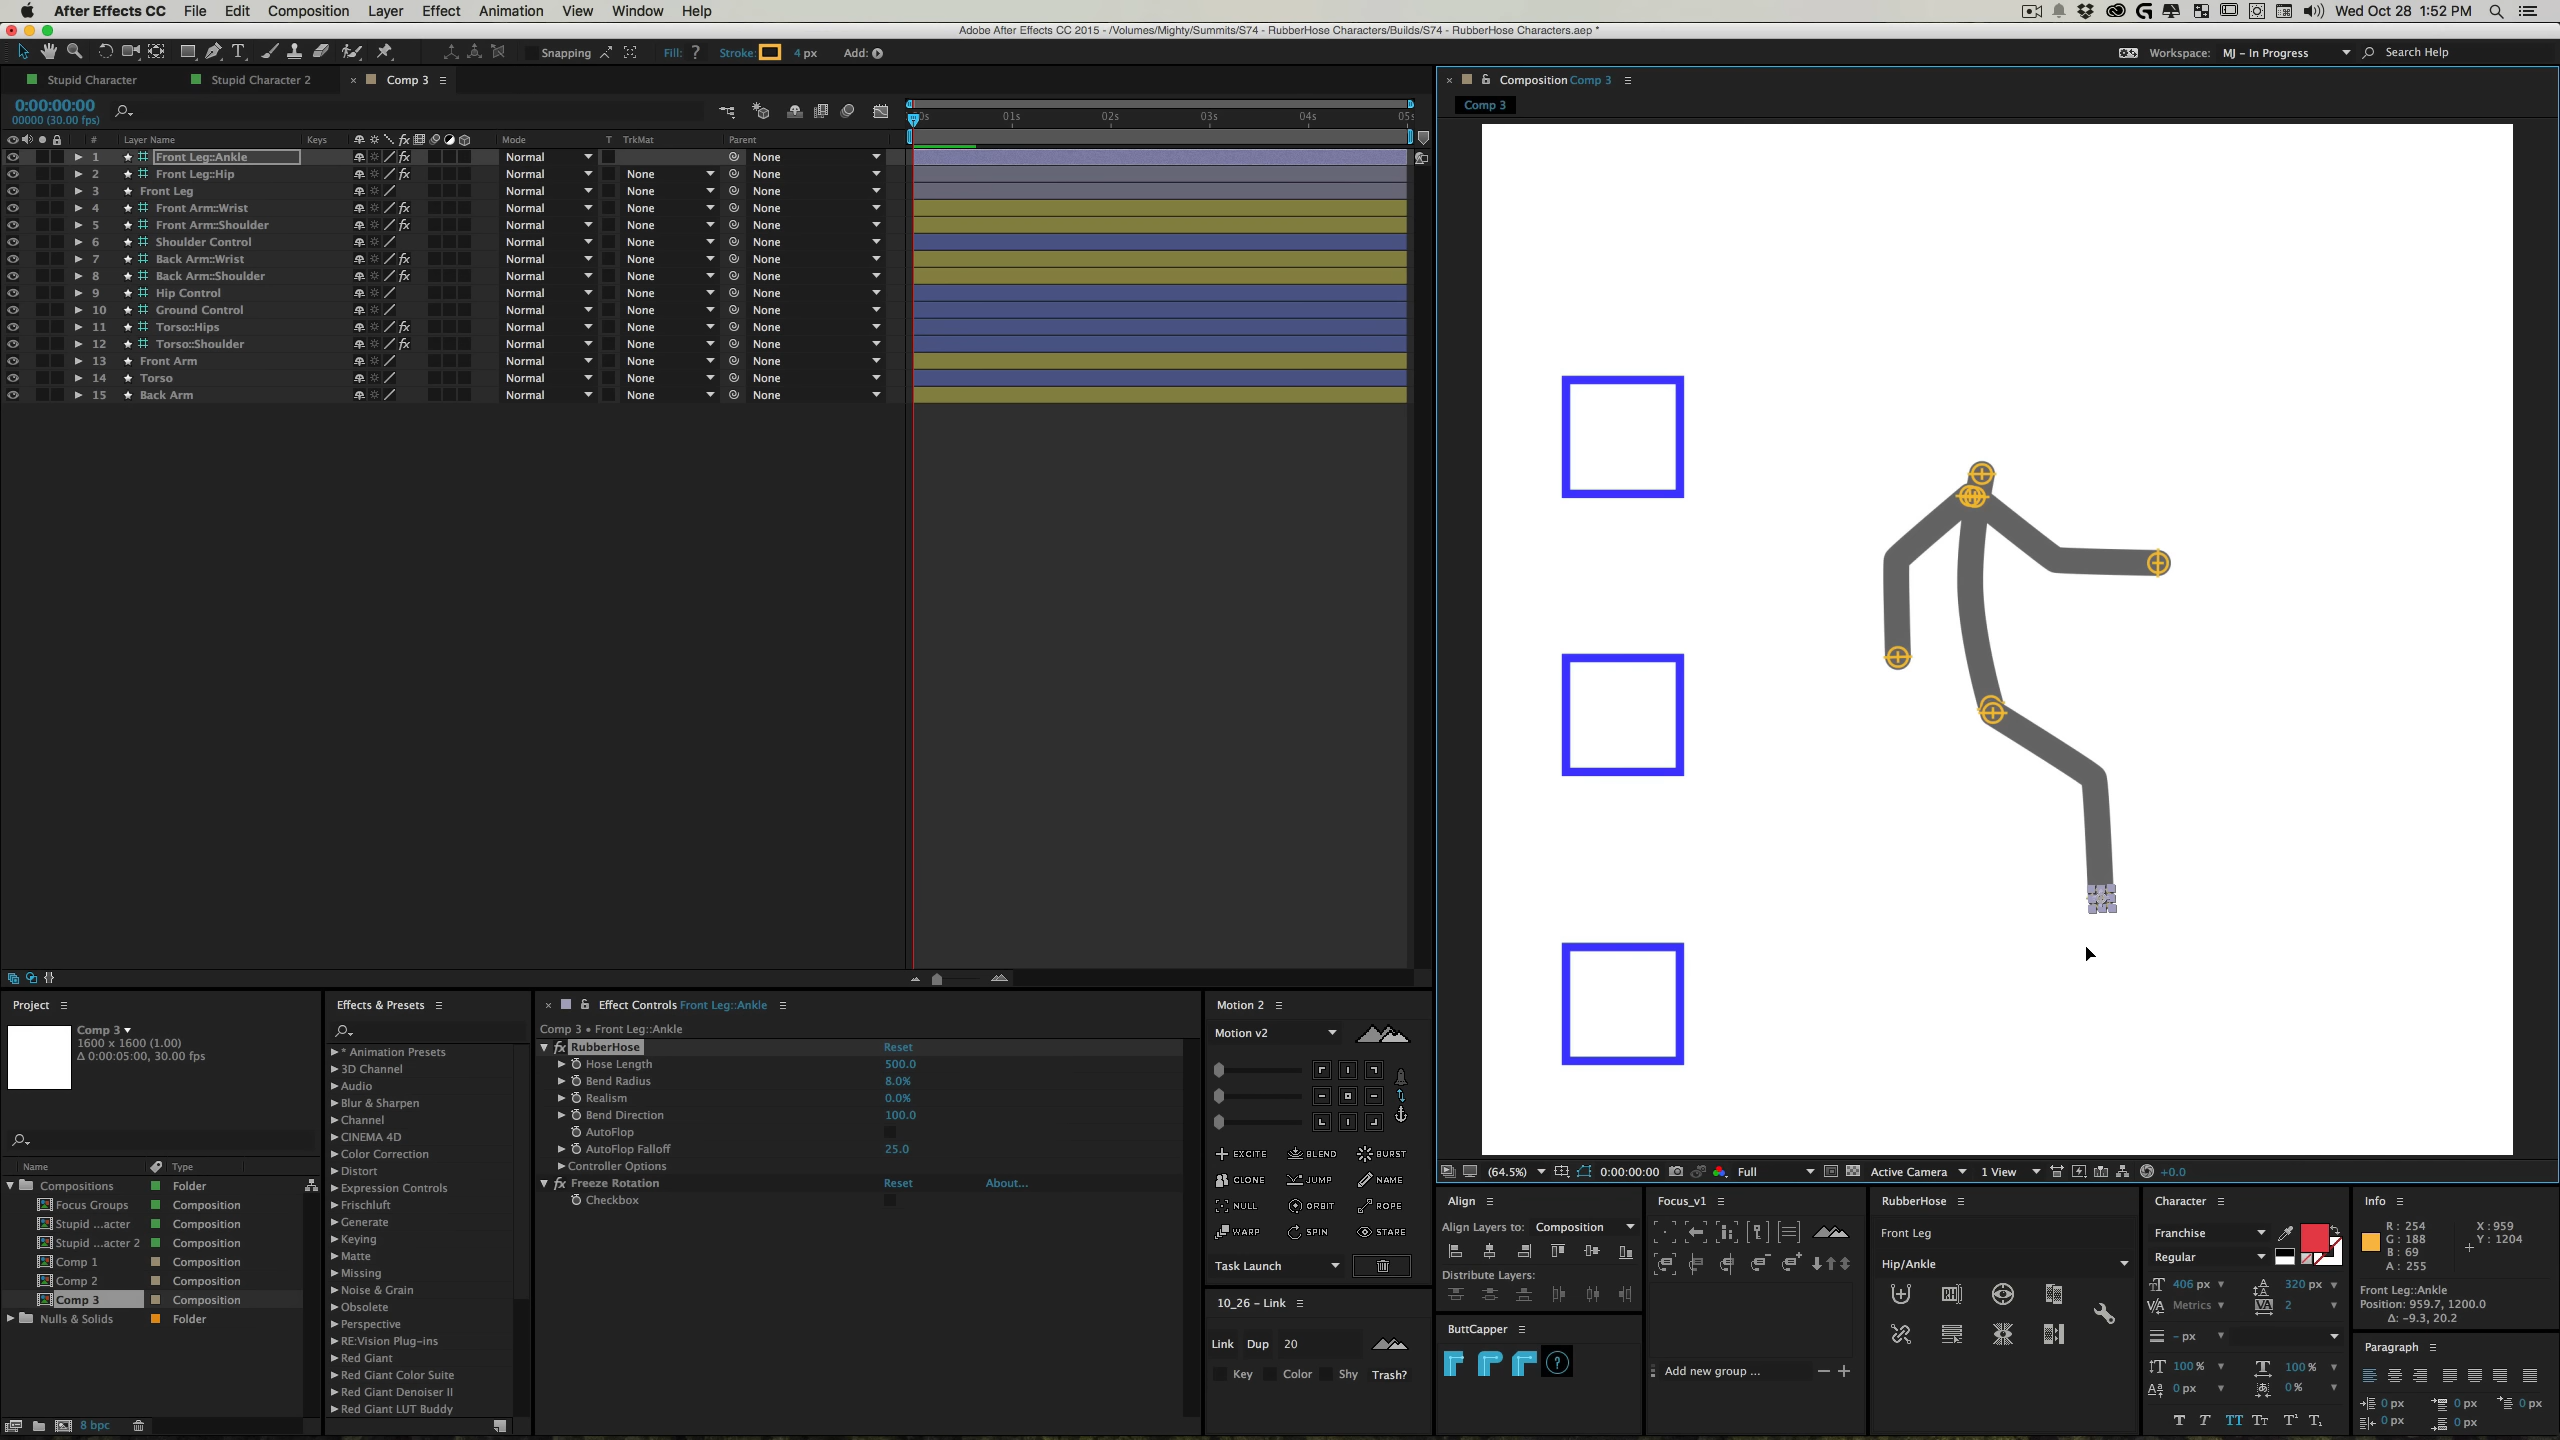 After Effects CC File Edit Composition Layer Effect Animation View Window Help Wed Oct 28 1:52 PM
Adobe After Effects CC 2015 - /Volumes/Mighty/Summits/S74 - RubberHose Characters/Builds/S74 - RubberHose Characters.aep *
Snapping Fill: ? Stroke: 4 px Add: Workspace: MJ - In Progress Search Help
Stupid Character Stupid Character 2 × Comp 3
0:00:00:00
00000 (30.00 fps)
01s 02s 03s 04s 05s
# Layer Name Keys Mode T TrkMat Parent
1 Front Leg::Ankle Normal None
2 Front Leg::Hip Normal None None
3 Front Leg Normal None None
4 Front Arm::Wrist Normal None None
5 Front Arm::Shoulder Normal None None
6 Shoulder Control Normal None None
7 Back Arm::Wrist Normal None None
8 Back Arm::Shoulder Normal None None
9 Hip Control Normal None None
10 Ground Control Normal None None
11 Torso::Hips Normal None None
12 Torso::Shoulder Normal None None
13 Front Arm Normal None None
14 Torso Normal None None
15 Back Arm Normal None None
× Composition Comp 3
Comp 3
(64.5%) 0:00:00:00 Full Active Camera 1 View +0.0
Project
Comp 3
1600 x 1600 (1.00)
Δ 0:00:05:00, 30.00 fps
Name Type
Compositions Folder
Focus Groups Composition
Stupid ...acter Composition
Stupid ...acter 2 Composition
Comp 1 Composition
Comp 2 Composition
Comp 3 Composition
Nulls & Solids Folder
8 bpc
Effects & Presets
* Animation Presets
3D Channel
Audio
Blur & Sharpen
Channel
CINEMA 4D
Color Correction
Distort
Expression Controls
Frischluft
Generate
Keying
Matte
Missing
Noise & Grain
Obsolete
Perspective
RE:Vision Plug-ins
Red Giant
Red Giant Color Suite
Red Giant Denoiser II
Red Giant LUT Buddy
× Effect Controls Front Leg::Ankle
Comp 3 • Front Leg::Ankle
fx RubberHose Reset
Hose Length 500.0
Bend Radius 8.0%
Realism 0.0%
Bend Direction 100.0
AutoFlop
AutoFlop Falloff 25.0
Controller Options
fx Freeze Rotation Reset About...
Checkbox
Motion 2
Motion v2
EXCITE BLEND BURST
CLONE JUMP NAME
NULL ORBIT ROPE
WARP SPIN STARE
Task Launch
10_26 - Link
Link Dup 20
Key Color Shy Trash?
Align
Align Layers to: Composition
Distribute Layers:
ButtCapper
?
Focus_v1
Add new group ...
RubberHose
Front Leg
Hip/Ankle
Character
Franchise
Regular
406 px 320 px
Metrics 2
- px
100 % 100 %
0 px 0 %
Info
R : 254
G : 188
B : 69
A : 255
X : 959
Y : 1204
Front Leg::Ankle
Position: 959.7, 1200.0
Δ: -9.3, 20.2
Paragraph
0 px 0 px 0 px
0 px 0 px